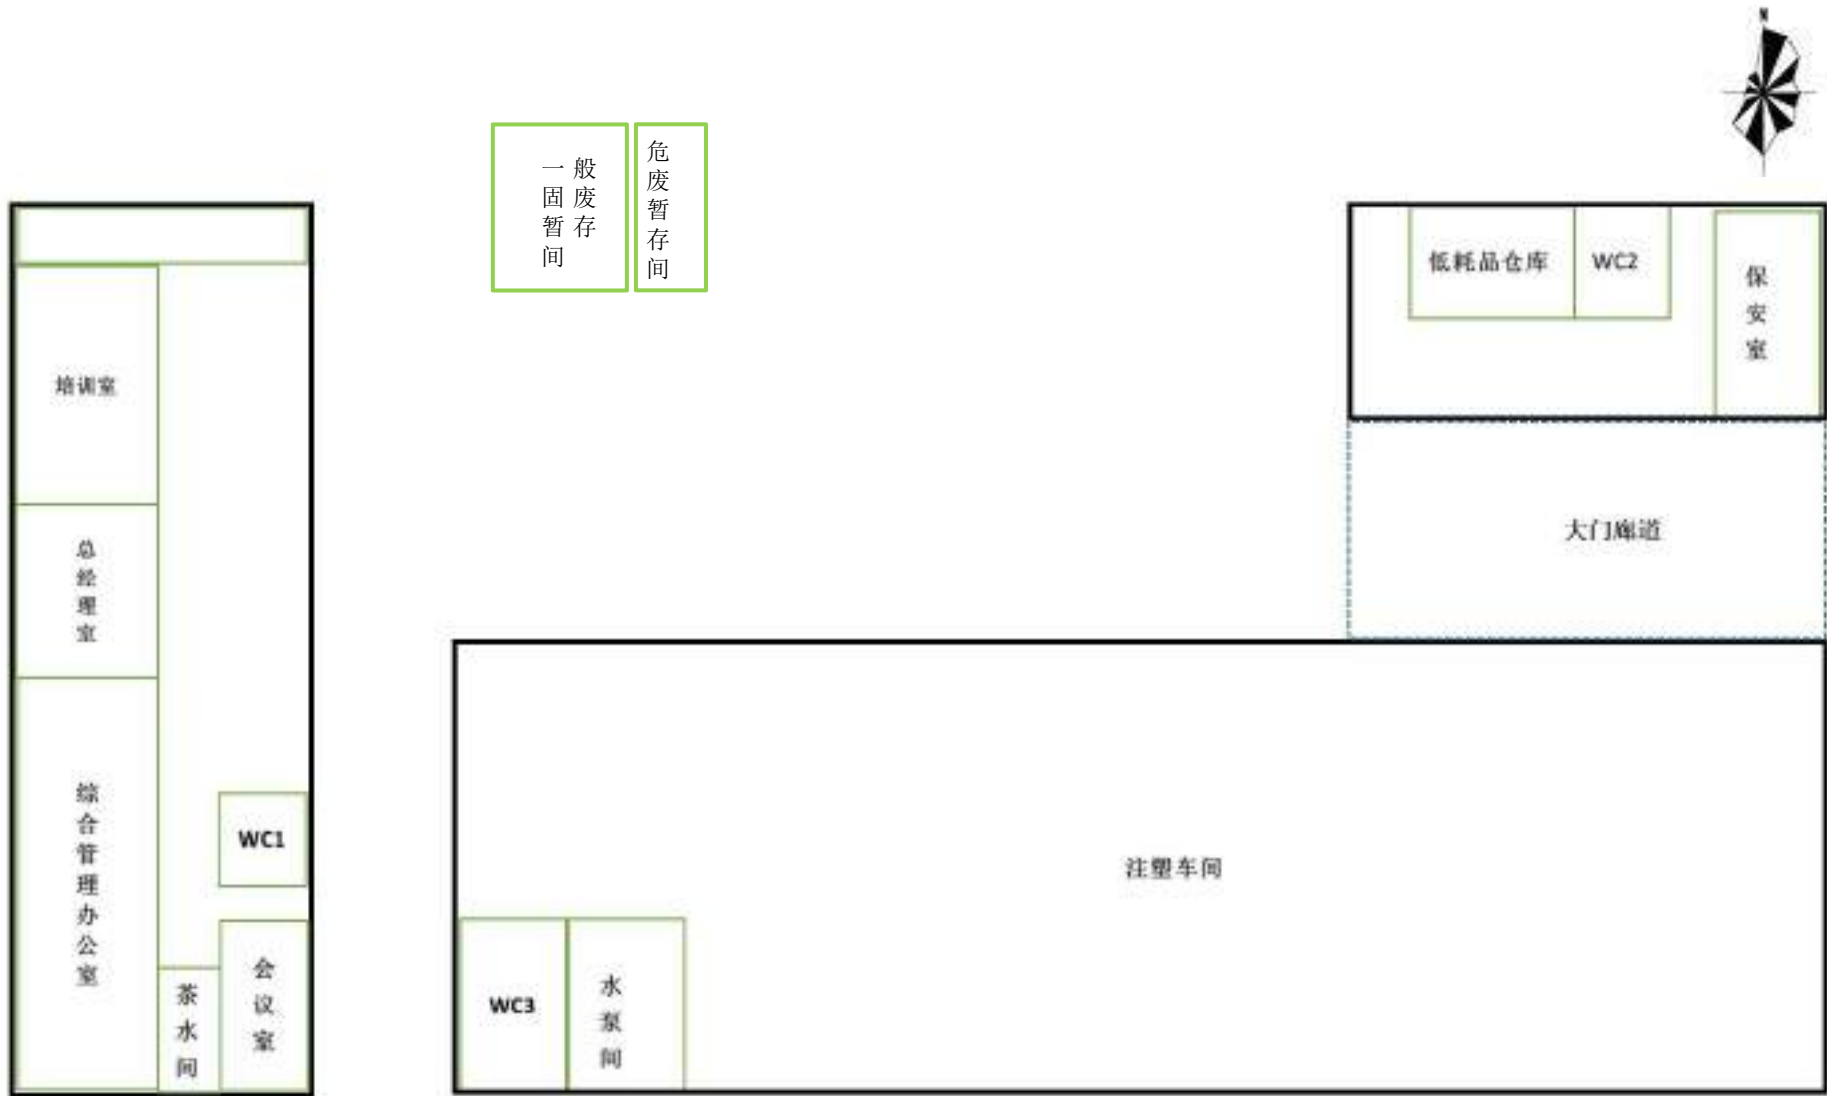 N
一般固废暂存间
危废暂存间
低耗品仓库
WC2
保安室
培训室
大门廊道
总经理室
综合管理办公室
WC1
注塑车间
会议室
茶水间
WC3
水泵间